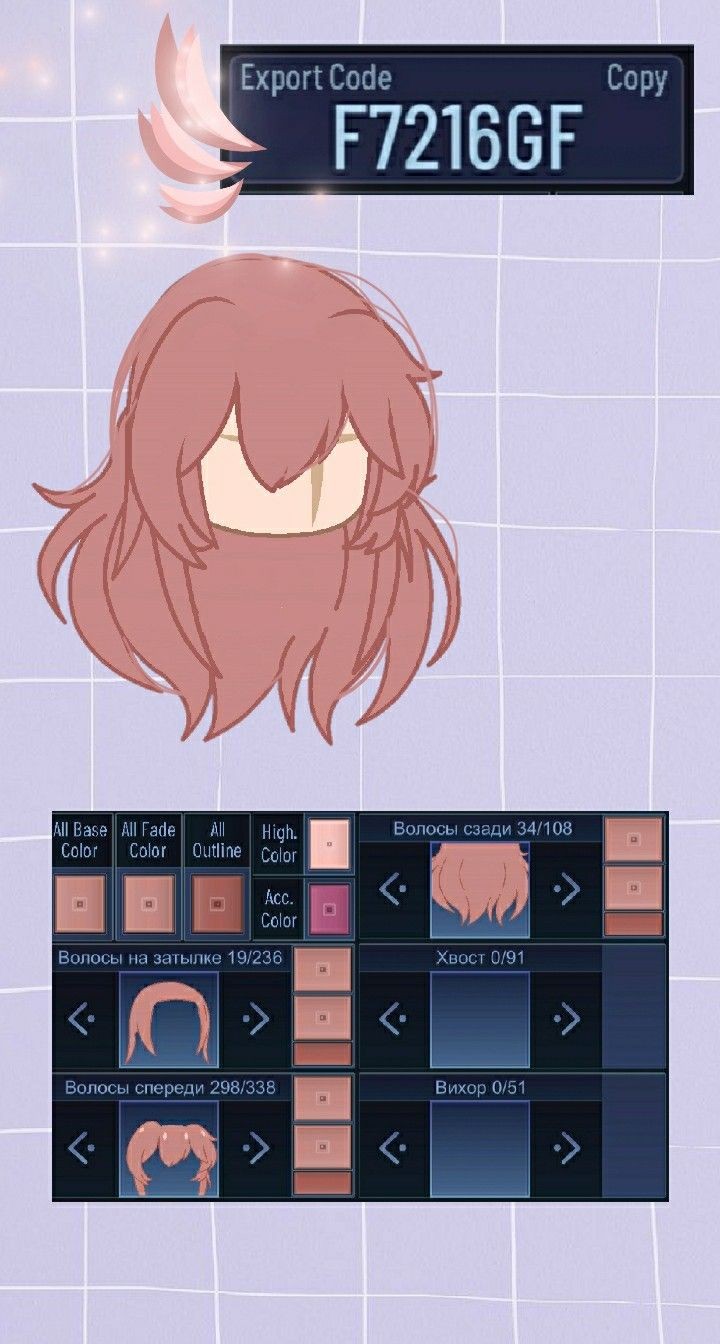 Export Code Copy
F7216GF
All Base Color
All Fade Color
All Outline
High. Color
Acc. Color
Волосы сзади 34/108
Волосы на затылке 19/236
Хвост 0/91
Волосы спереди 298/338
Вихор 0/51